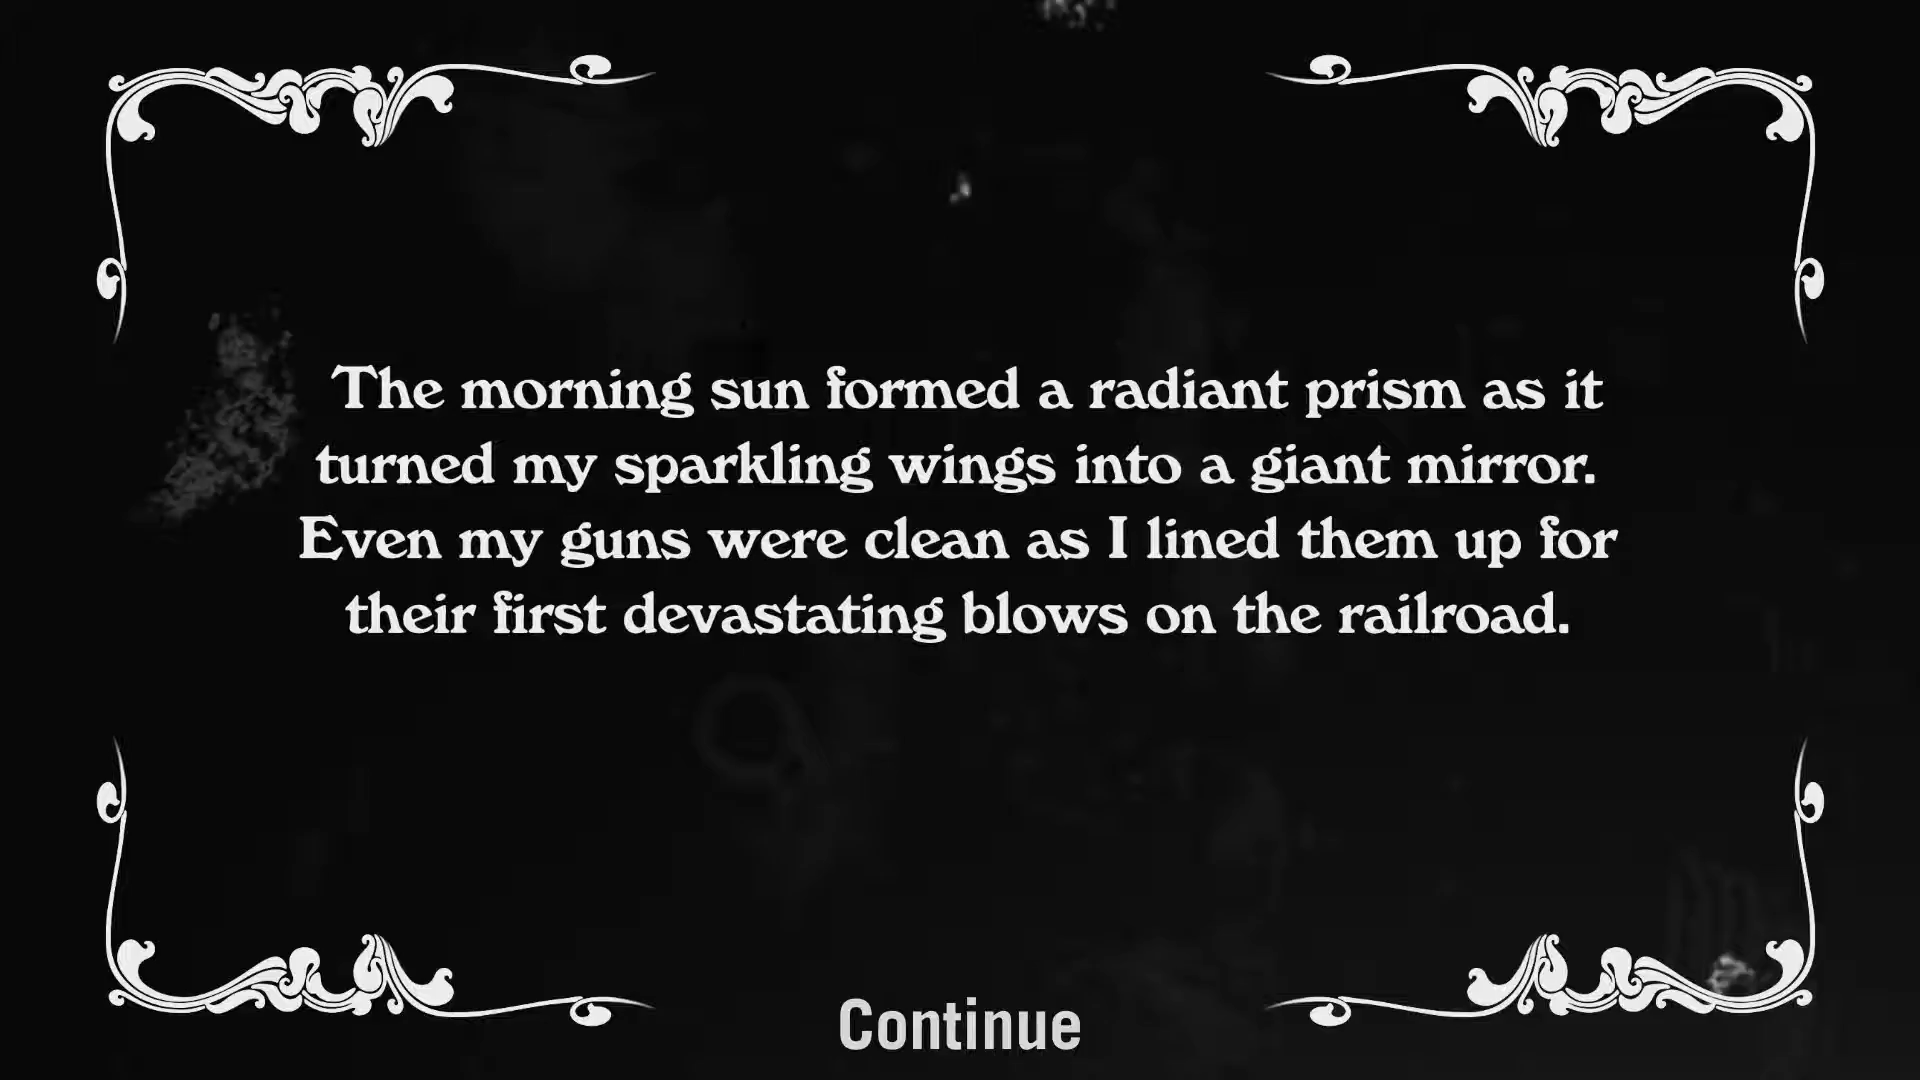 The morning sun formed a radiant prism as it
turned my sparkling wings into a giant mirror.
Even my guns were clean as I lined them up for
their first devastating blows on the railroad.
Continue